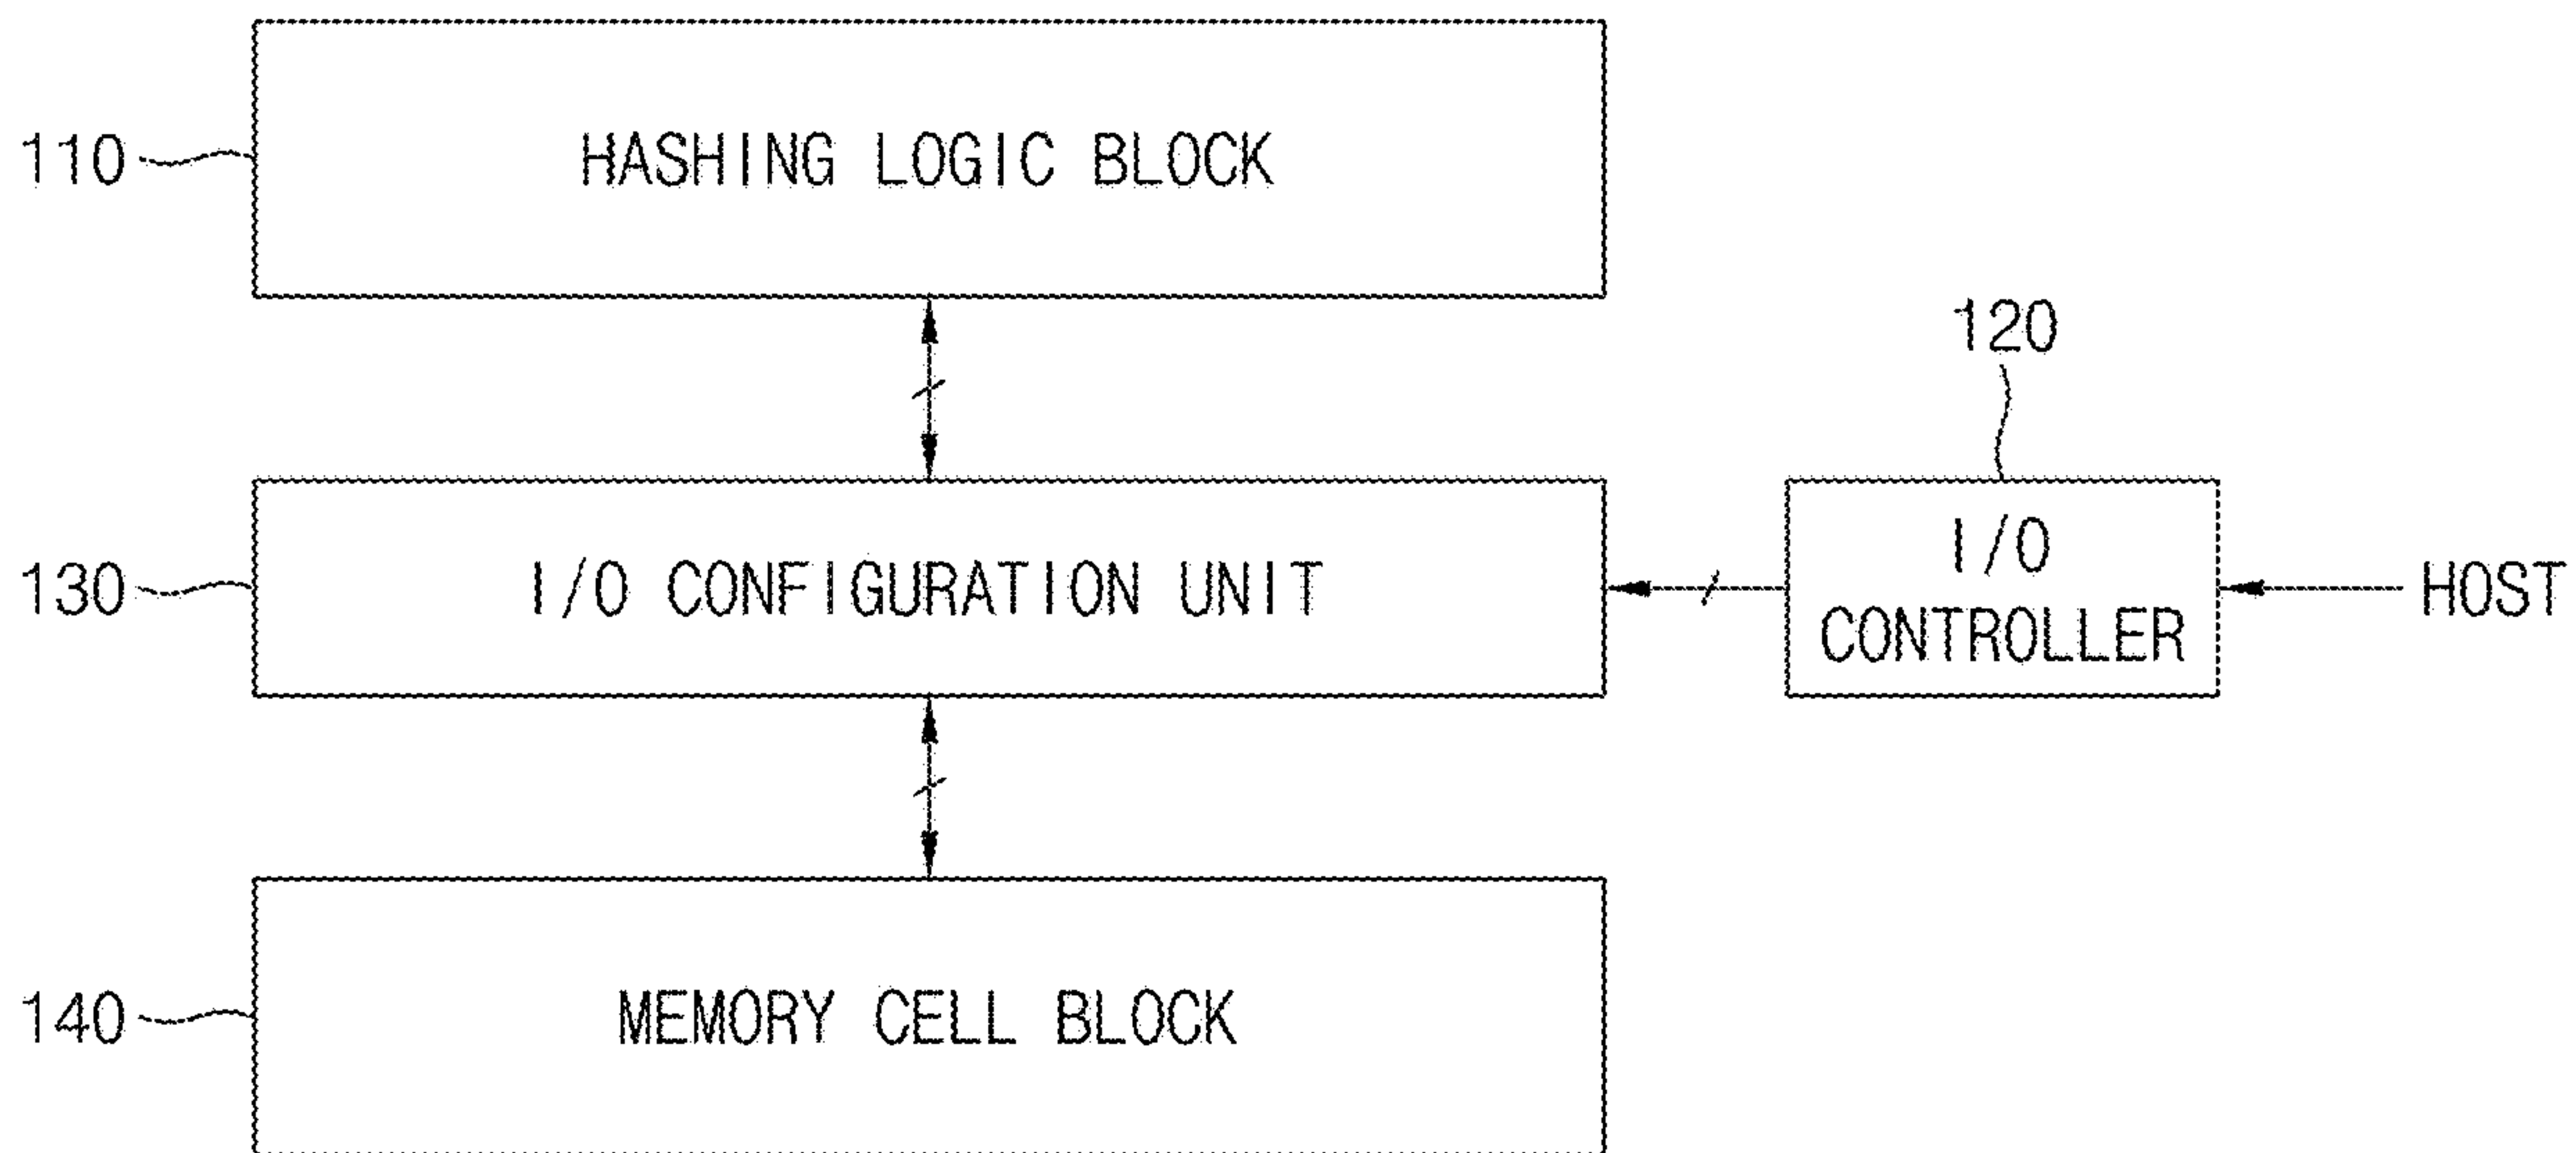 110
HASHING LOGIC BLOCK
120
130
I/O CONFIGURATION UNIT
I/O
CONTROLLER
HOST
140
MEMORY CELL BLOCK